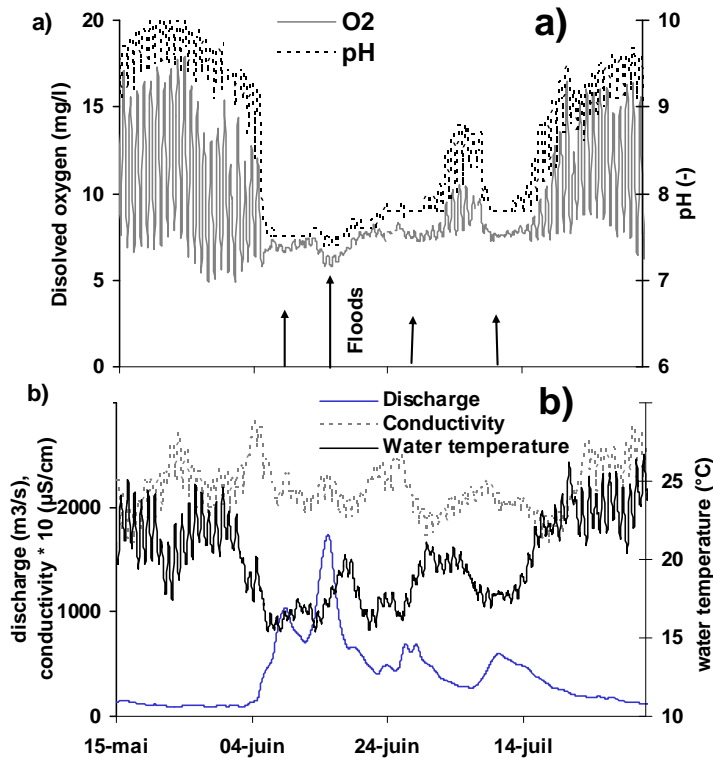 a)
20
15
10
5
0
Disolved oxygen (mg/l)
O2
pH
a)
10
9
8
7
6
pH (-)
Floods
b)
2000
1000
0
discharge (m3/s),
conductivity * 10 (µS/cm)
Discharge
Conductivity
Water temperature
b)
25
20
15
10
water temperature (°C)
15-mai
04-juin
24-juin
14-juil